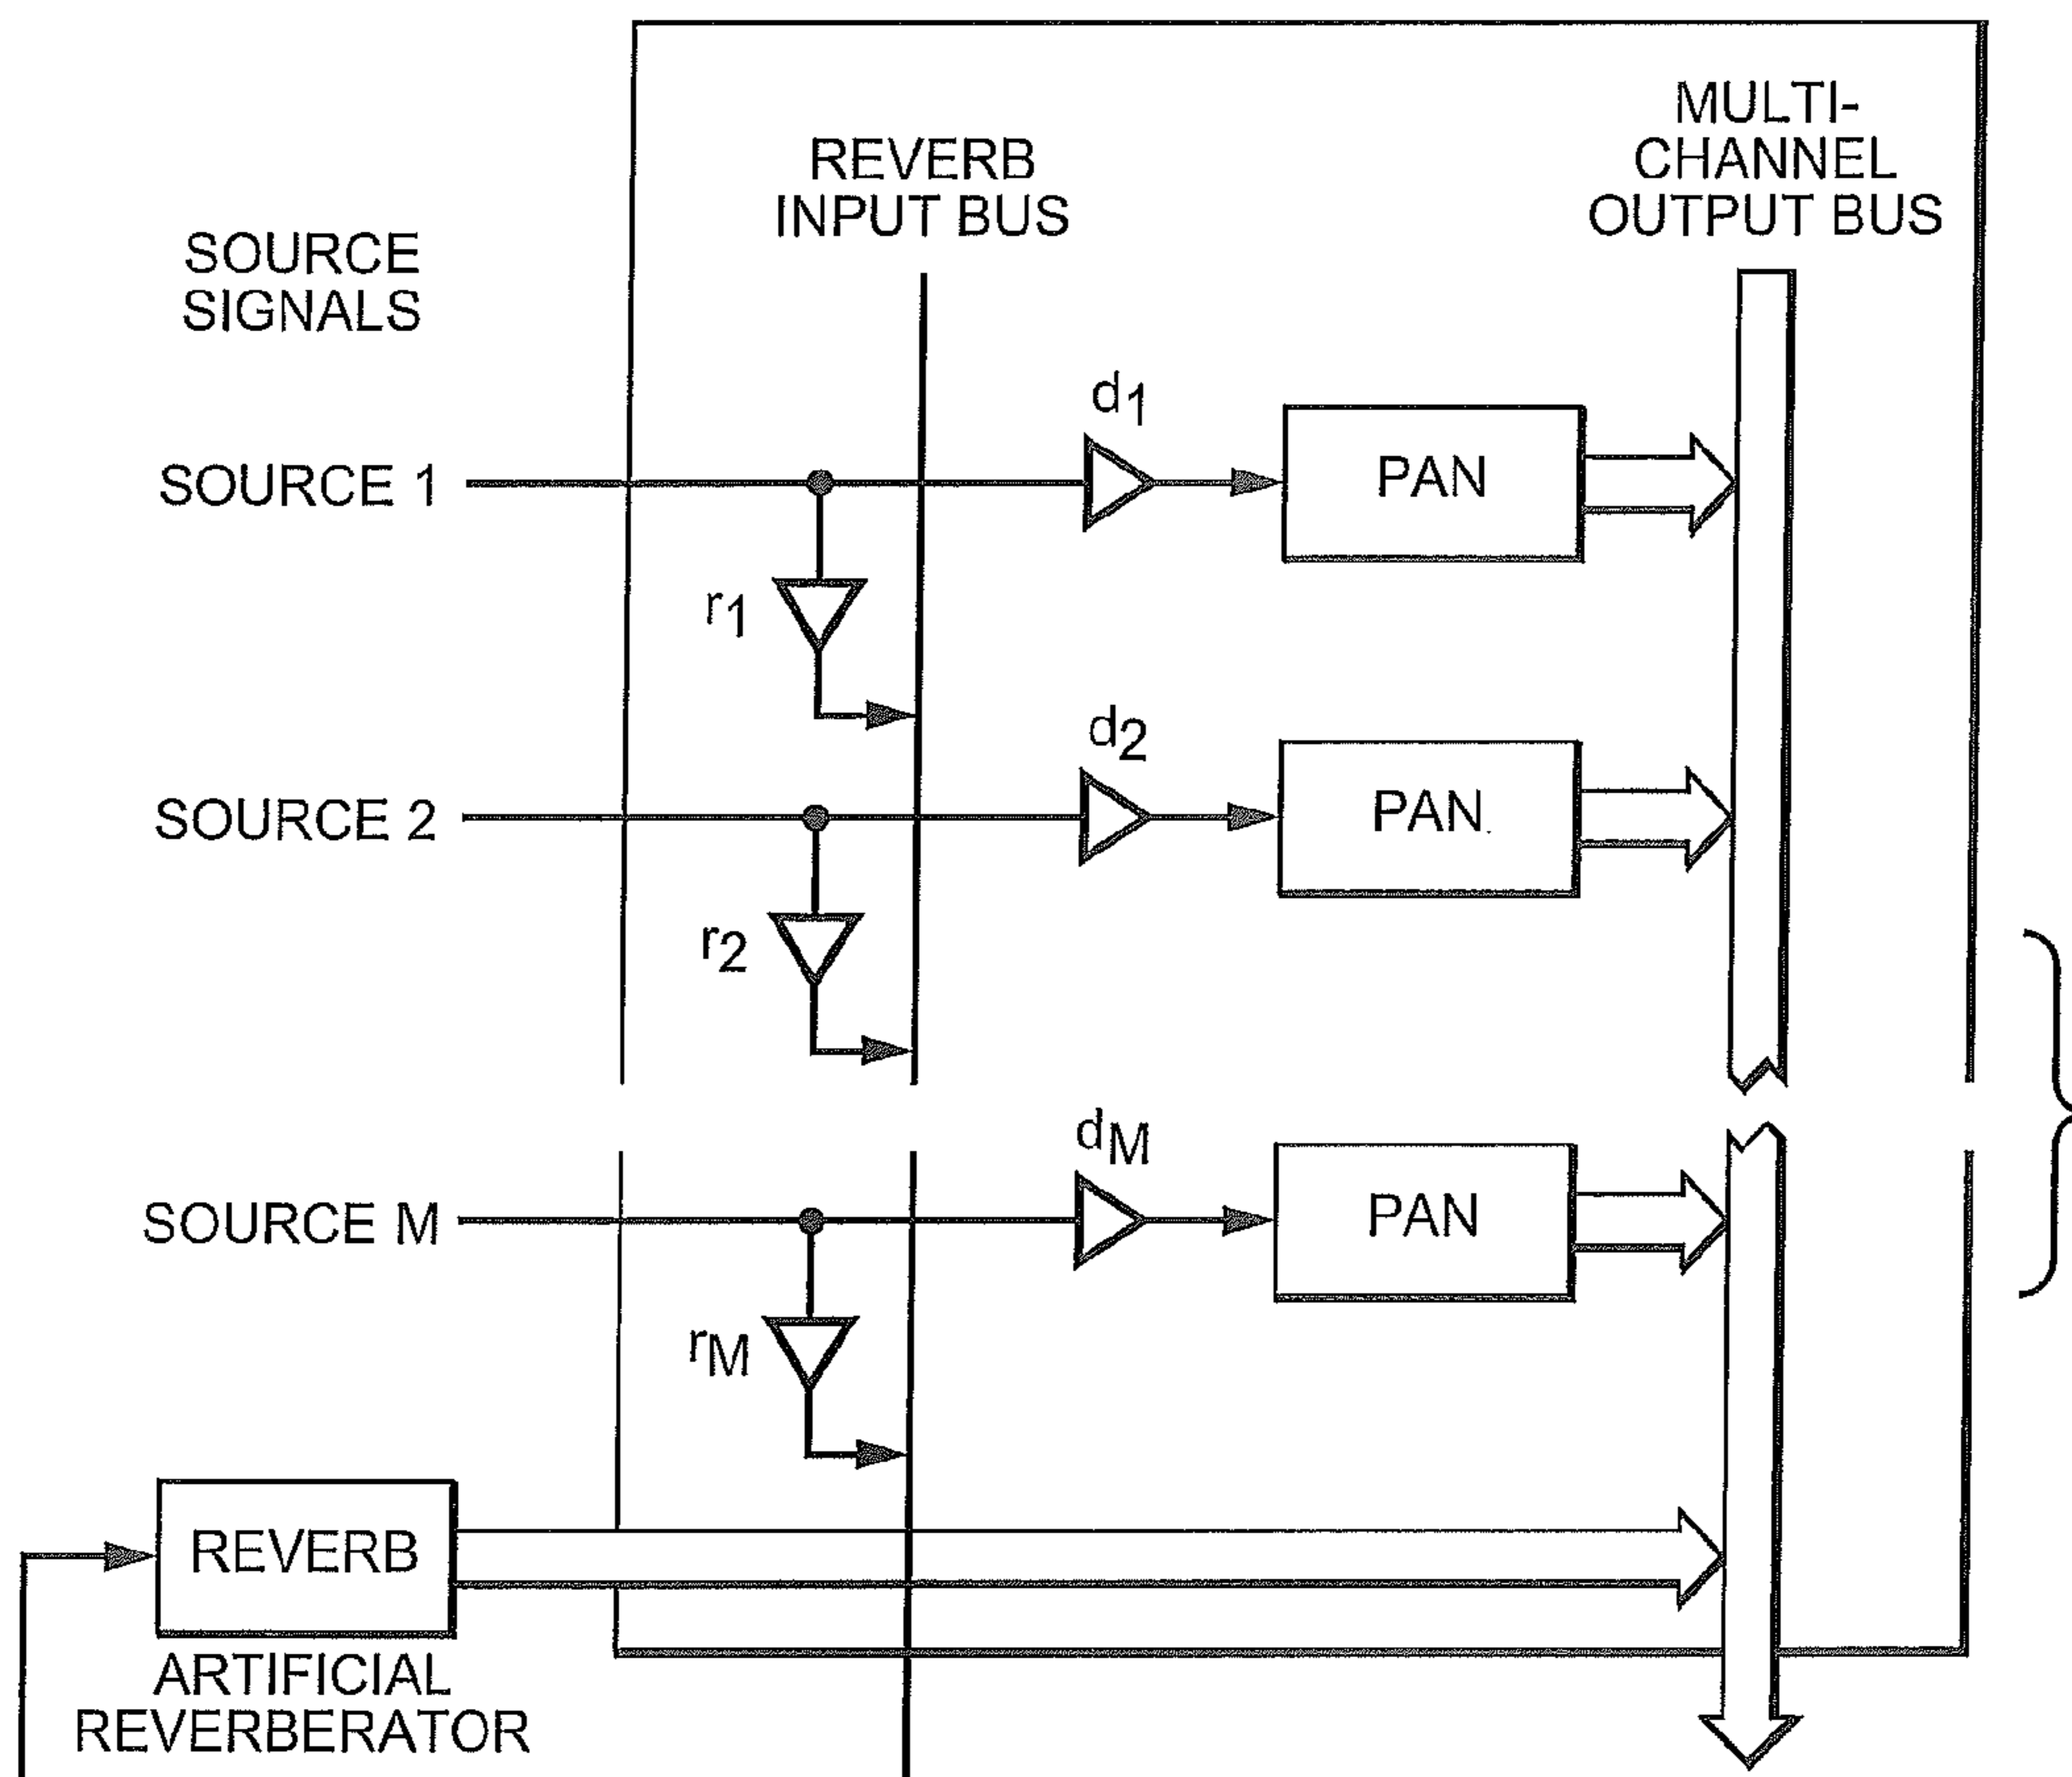 MULTI-
CHANNEL
OUTPUT BUS
REVERB
INPUT BUS
SOURCE
SIGNALS
d1
SOURCE 1
PAN
r1
d2
SOURCE 2
PAN
r2
dM
SOURCE M
PAN
rM
REVERB
ARTIFICIAL
REVERBERATOR